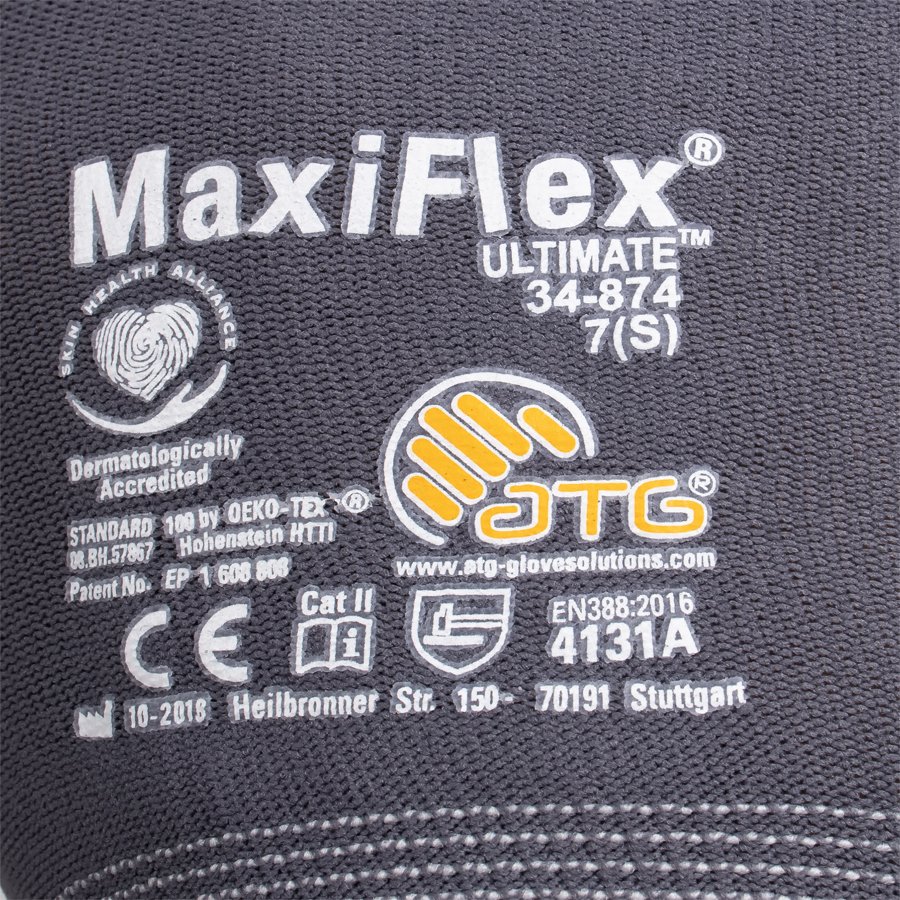 MaxiFlex®
ULTIMATE™
34-874
7(S)
SKIN HEALTH ALLIANCE
Dermatologically
Accredited
ATG®
www.atg-glovesolutions.com
STANDARD 100 by OEKO-TEX ®
08.BH.57867 Hohenstein HTTI
Patent No. EP 1 608 808
CE
Cat II
i
EN388:2016
4131A
10-2018 Heilbronner Str. 150- 70191 Stuttgart